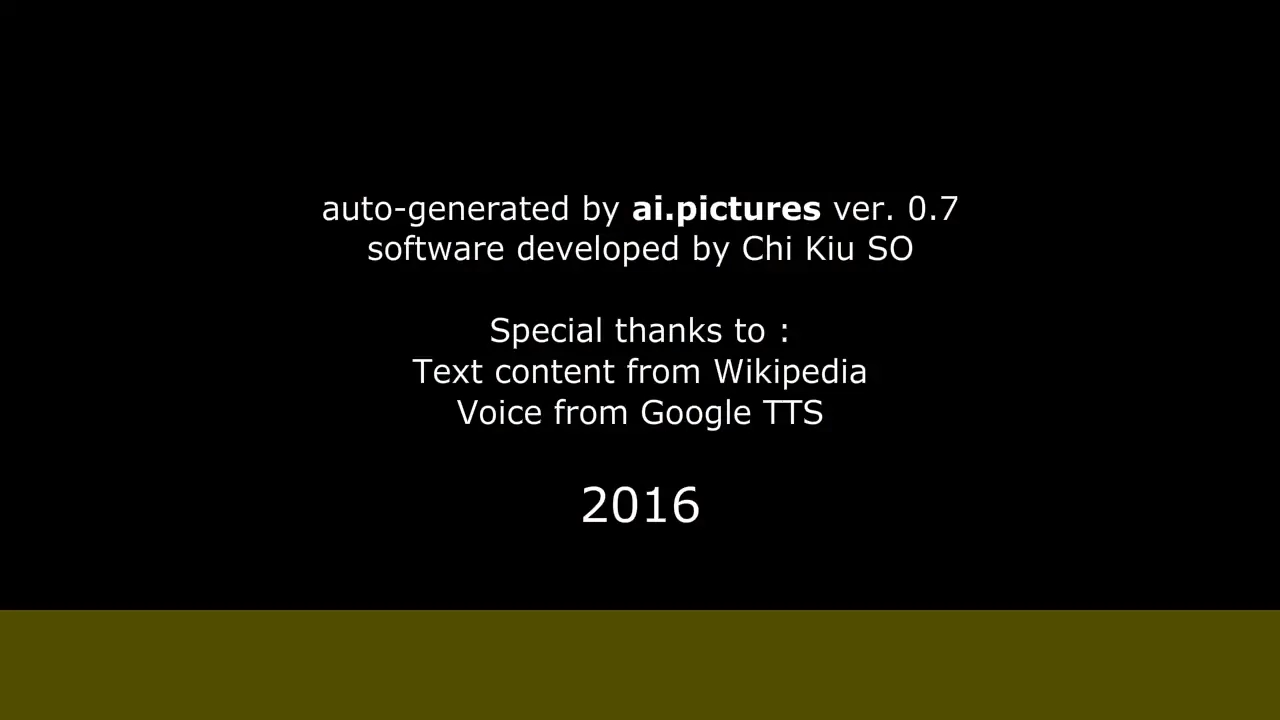 auto-generated by ai.pictures ver. 0.7
software developed by Chi Kiu SO
Special thanks to :
Text content from Wikipedia
Voice from Google TTS
2016